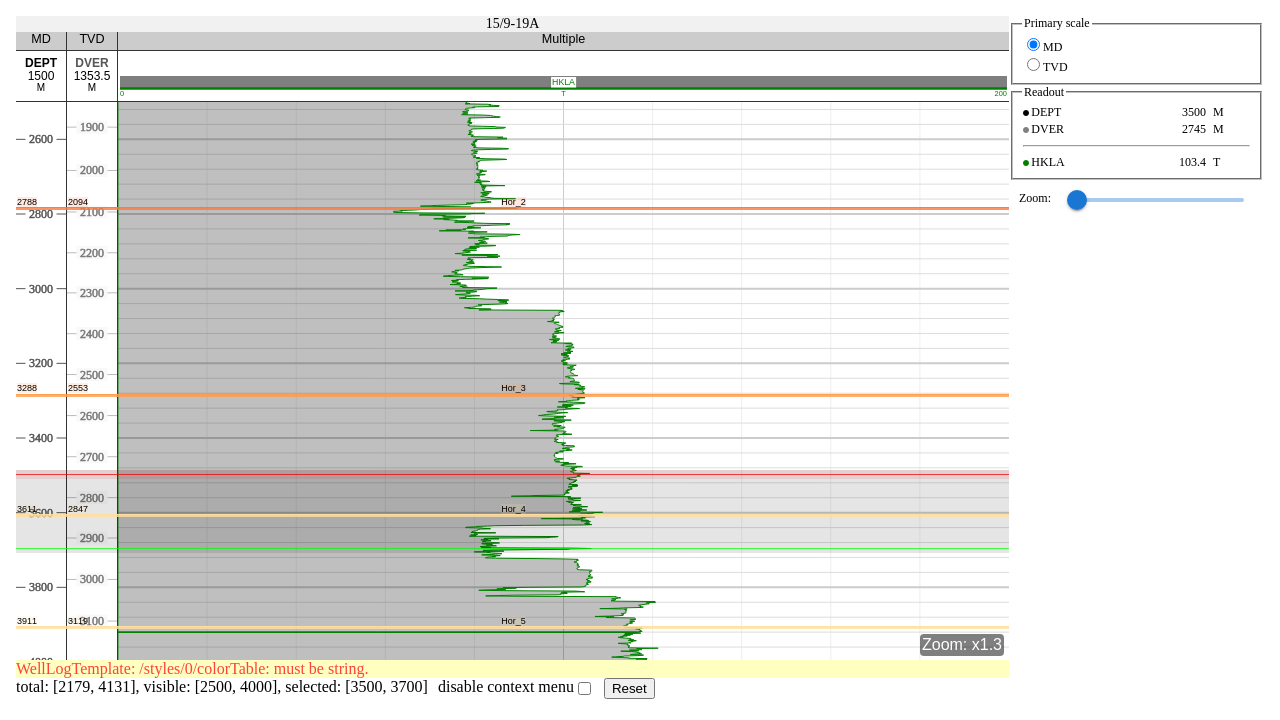 15/9-19A
MD TVD Multiple
DEPT DVER
1500 1353.5
M M
HKLA
0 T 200
1900
2600
2000
2788 2094 Hor_2
2800 2100
2200
3000 2300
2400
3200
2500
3288 2553 Hor_3
2600
3400
2700
2800
3611 2847 Hor_4
3600
2900
3800 3000
3911 Hor_5
Zoom: x1.3
WellLogTemplate: /styles/0/colorTable: must be string.
total: [2179, 4131], visible: [2500, 4000], selected: [3500, 3700] disable context menu Reset
Primary scale
MD
TVD
Readout
DEPT 3500 M
DVER 2745 M
HKLA 103.4 T
Zoom: